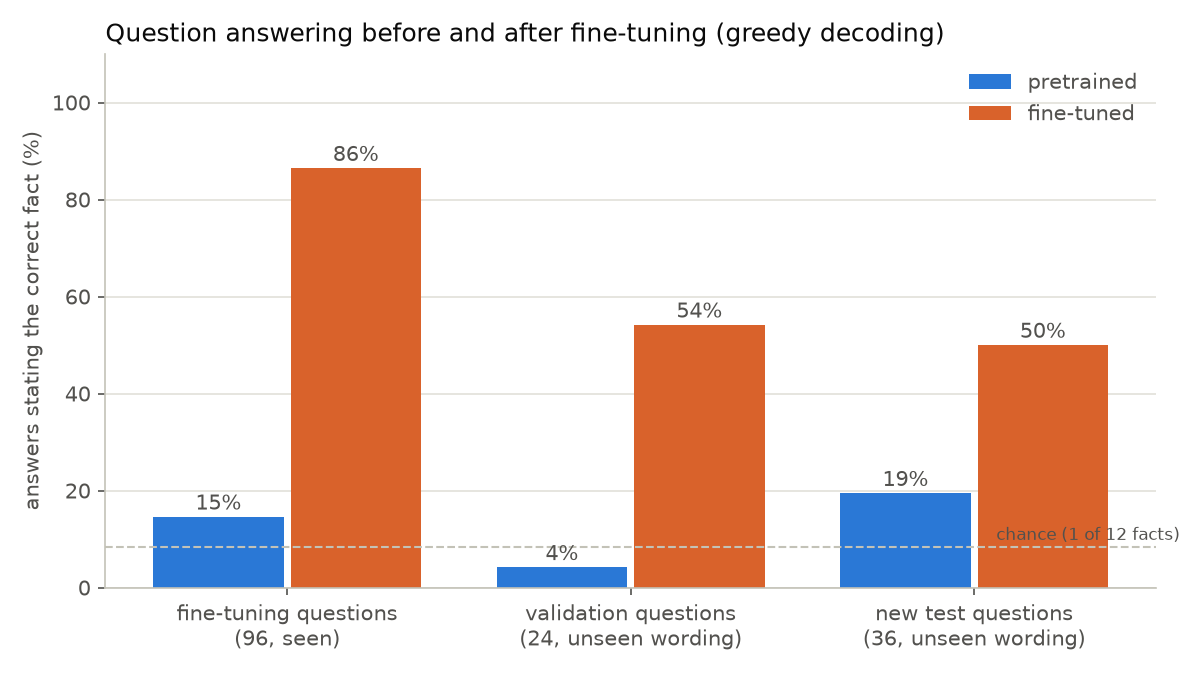 Question answering before and after fine-tuning (greedy decoding)
pretrained
fine-tuned
answers stating the correct fact (%)
100
80
60
40
20
0
15%
86%
4%
54%
19%
50%
chance (1 of 12 facts)
fine-tuning questions
(96, seen)
validation questions
(24, unseen wording)
new test questions
(36, unseen wording)